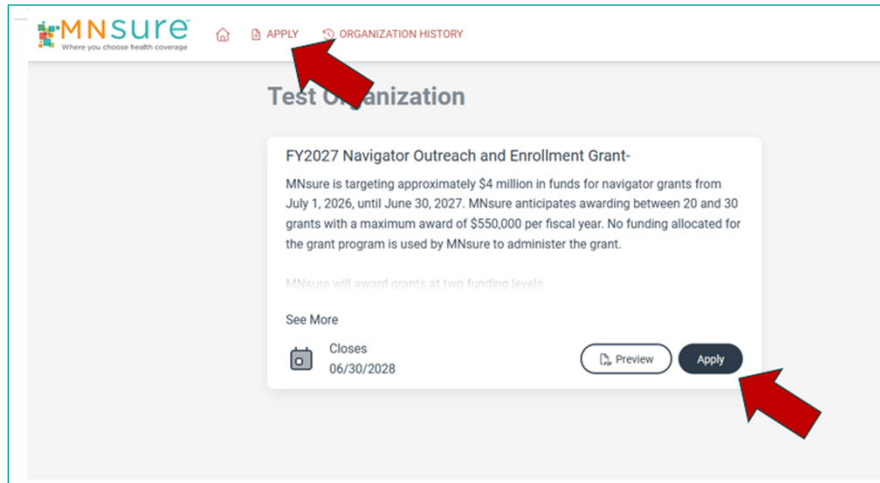 MNsure
Where you choose health coverage
APPLY
ORGANIZATION HISTORY
Test Organization
FY2027 Navigator Outreach and Enrollment Grant-
MNsure is targeting approximately $4 million in funds for navigator grants from
July 1, 2026, until June 30, 2027. MNsure anticipates awarding between 20 and 30
grants with a maximum award of $550,000 per fiscal year. No funding allocated for
the grant program is used by MNsure to administer the grant.
MNsure will award grants at two funding levels
See More
Closes
06/30/2028
Preview
Apply